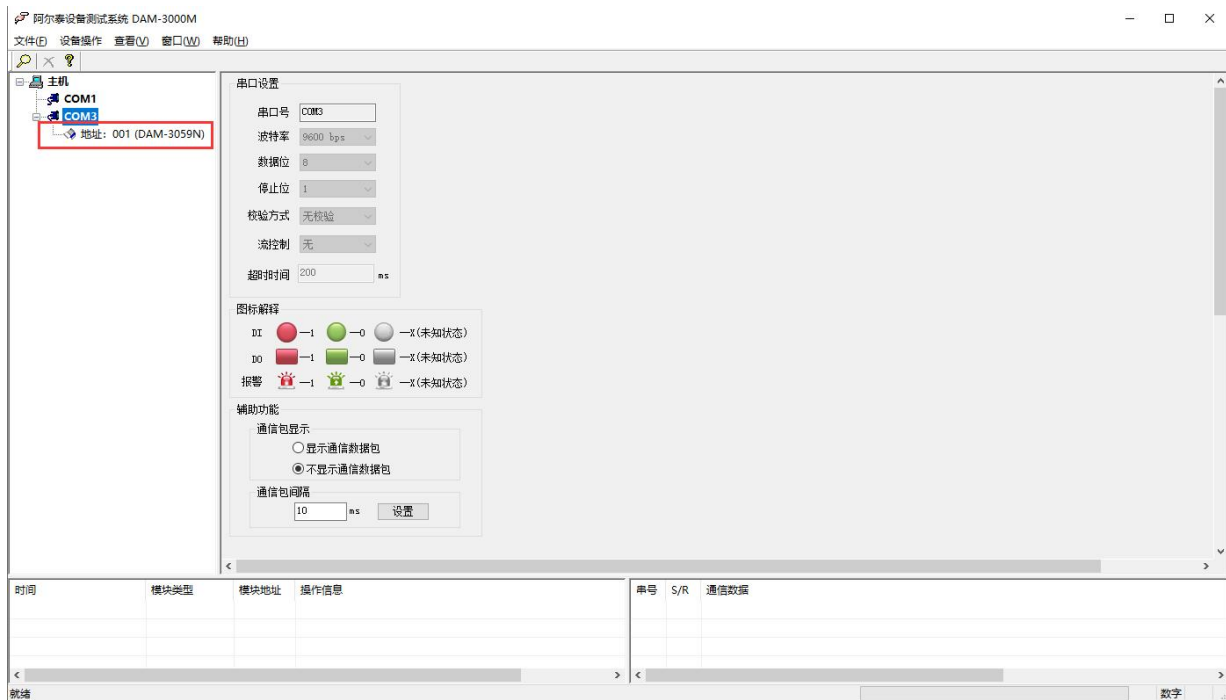 阿尔泰设备测试系统 DAM-3000M
文件(F) 设备操作 查看(V) 窗口(W) 帮助(H)
主机
COM1
COM3
地址：001 (DAM-3059N)
串口设置
串口号 COM3
波特率 9600 bps
数据位 8
停止位 1
校验方式 无校验
流控制 无
超时时间 200 ms
图标解释
DI —1 —0 —X(未知状态)
DO —1 —0 —X(未知状态)
报警 —1 —0 —X(未知状态)
辅助功能
通信包显示
显示通信数据包
不显示通信数据包
通信包间隔
10 ms 设置
时间 模块类型 模块地址 操作信息
串号 S/R 通信数据
就绪 数字